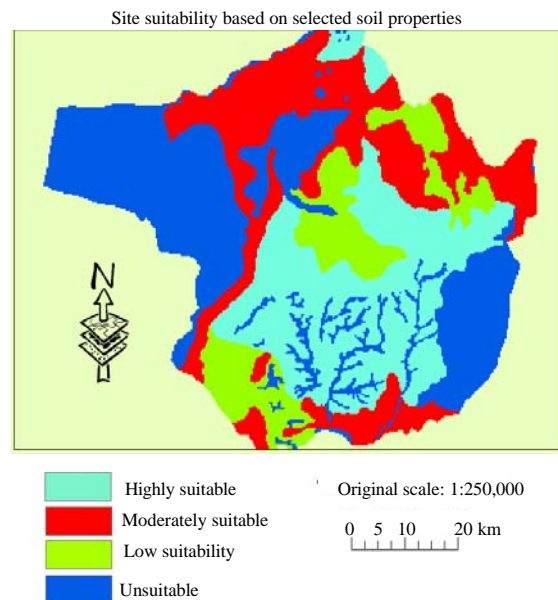 Site suitability based on selected soil properties
N
Highly suitable
Original scale: 1:250,000
Moderately suitable
Low suitability
0 5 10 20 km
Unsuitable